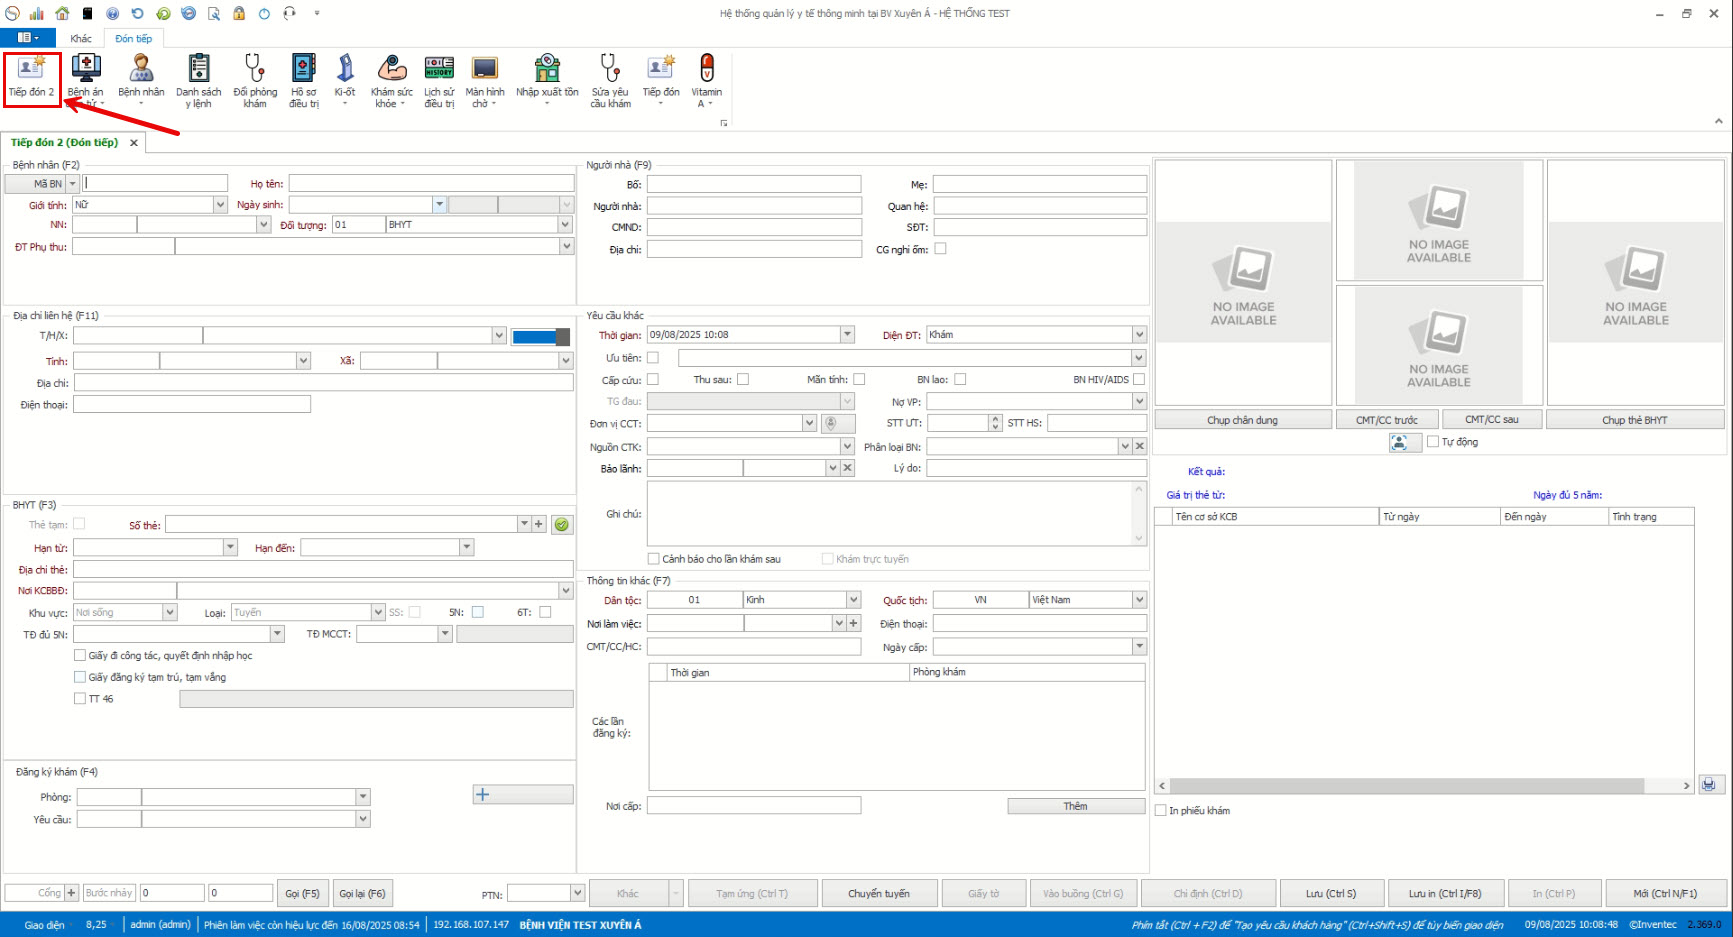 Hệ thống quản lý y tế thông minh tại BV Xuyên Á - HỆ THỐNG TEST
Khác
Đón tiếp
Tiếp đón 2
Bệnh án
tử
Bệnh nhân
Danh sách
y lệnh
Đổi phòng
khám
Hồ sơ
điều trị
Ki-ốt
Khám sức
khỏe
HISTORY
Lịch sử
điều trị
Màn hình
chờ
Nhập xuất tồn
Sửa yêu
cầu khám
Tiếp đón
Vitamin
A
Tiếp đón 2 (Đón tiếp)
Bệnh nhân (F2)
Mã BN
Họ tên:
Giới tính: Nữ
Ngày sinh:
NN:
Đối tượng: 01 BHYT
ĐT Phụ thu:
Người nhà (F9)
Bố:
Mẹ:
Người nhà:
Quan hệ:
CMND:
SĐT:
Địa chỉ:
CG nghỉ ốm:
Địa chỉ liên hệ (F11)
T/H/X:
Tỉnh:
Xã:
Địa chỉ:
Điện thoại:
Yêu cầu khác
Thời gian: 09/08/2025 10:08
Diện ĐT: Khám
Ưu tiên:
Cấp cứu:
Thu sau:
Mãn tính:
BN lao:
BN HIV/AIDS
TG đau:
Nợ VP:
Đơn vị CCT:
STT ƯT:
STT HS:
Nguồn CTK:
Phân loại BN:
Bảo lãnh:
Lý do:
Ghi chú:
Cảnh báo cho lần khám sau
Khám trực tuyến
BHYT (F3)
Thẻ tạm:
Số thẻ:
Hạn từ:
Hạn đến:
Địa chỉ thẻ:
Nơi KCBBĐ:
Khu vực: Nơi sống
Loại: Tuyến
SS:
5N:
6T:
TĐ đủ 5N:
TĐ MCCT:
Giấy đi công tác, quyết định nhập học
Giấy đăng ký tạm trú, tạm vắng
TT 46
Thông tin khác (F7)
Dân tộc: 01 Kinh
Quốc tịch: VN Việt Nam
Nơi làm việc:
Điện thoại:
CMT/CC/HC:
Ngày cấp:
Thời gian
Phòng khám
Các lần
đăng ký:
Nơi cấp:
Thêm
Đăng ký khám (F4)
Phòng:
Yêu cầu:
NO IMAGE
AVAILABLE
NO IMAGE
AVAILABLE
NO IMAGE
AVAILABLE
NO IMAGE
AVAILABLE
Chụp chân dung
CMT/CC trước
CMT/CC sau
Chụp thẻ BHYT
Tự động
Kết quả:
Giá trị thẻ từ:
Ngày đủ 5 năm:
Tên cơ sở KCB
Từ ngày
Đến ngày
Tình trạng
In phiếu khám
Cổng
Bước nhảy
0
0
Gọi (F5)
Gọi lại (F6)
PTN:
Khác
Tạm ứng (Ctrl T)
Chuyển tuyến
Giấy tờ
Vào buồng (Ctrl G)
Chỉ định (Ctrl D)
Lưu (Ctrl S)
Lưu in (Ctrl I/F8)
In (Ctrl P)
Mới (Ctrl N/F1)
Giao diện
8,25
admin (admin)
Phiên làm việc còn hiệu lực đến 16/08/2025 08:54
192.168.107.147
BỆNH VIỆN TEST XUYÊN Á
Phím tắt (Ctrl + F2) để "Tạo yêu cầu khách hàng" (Ctrl+Shift+S) để tùy biến giao diện
09/08/2025 10:08:48
©Inventec
2.369.0